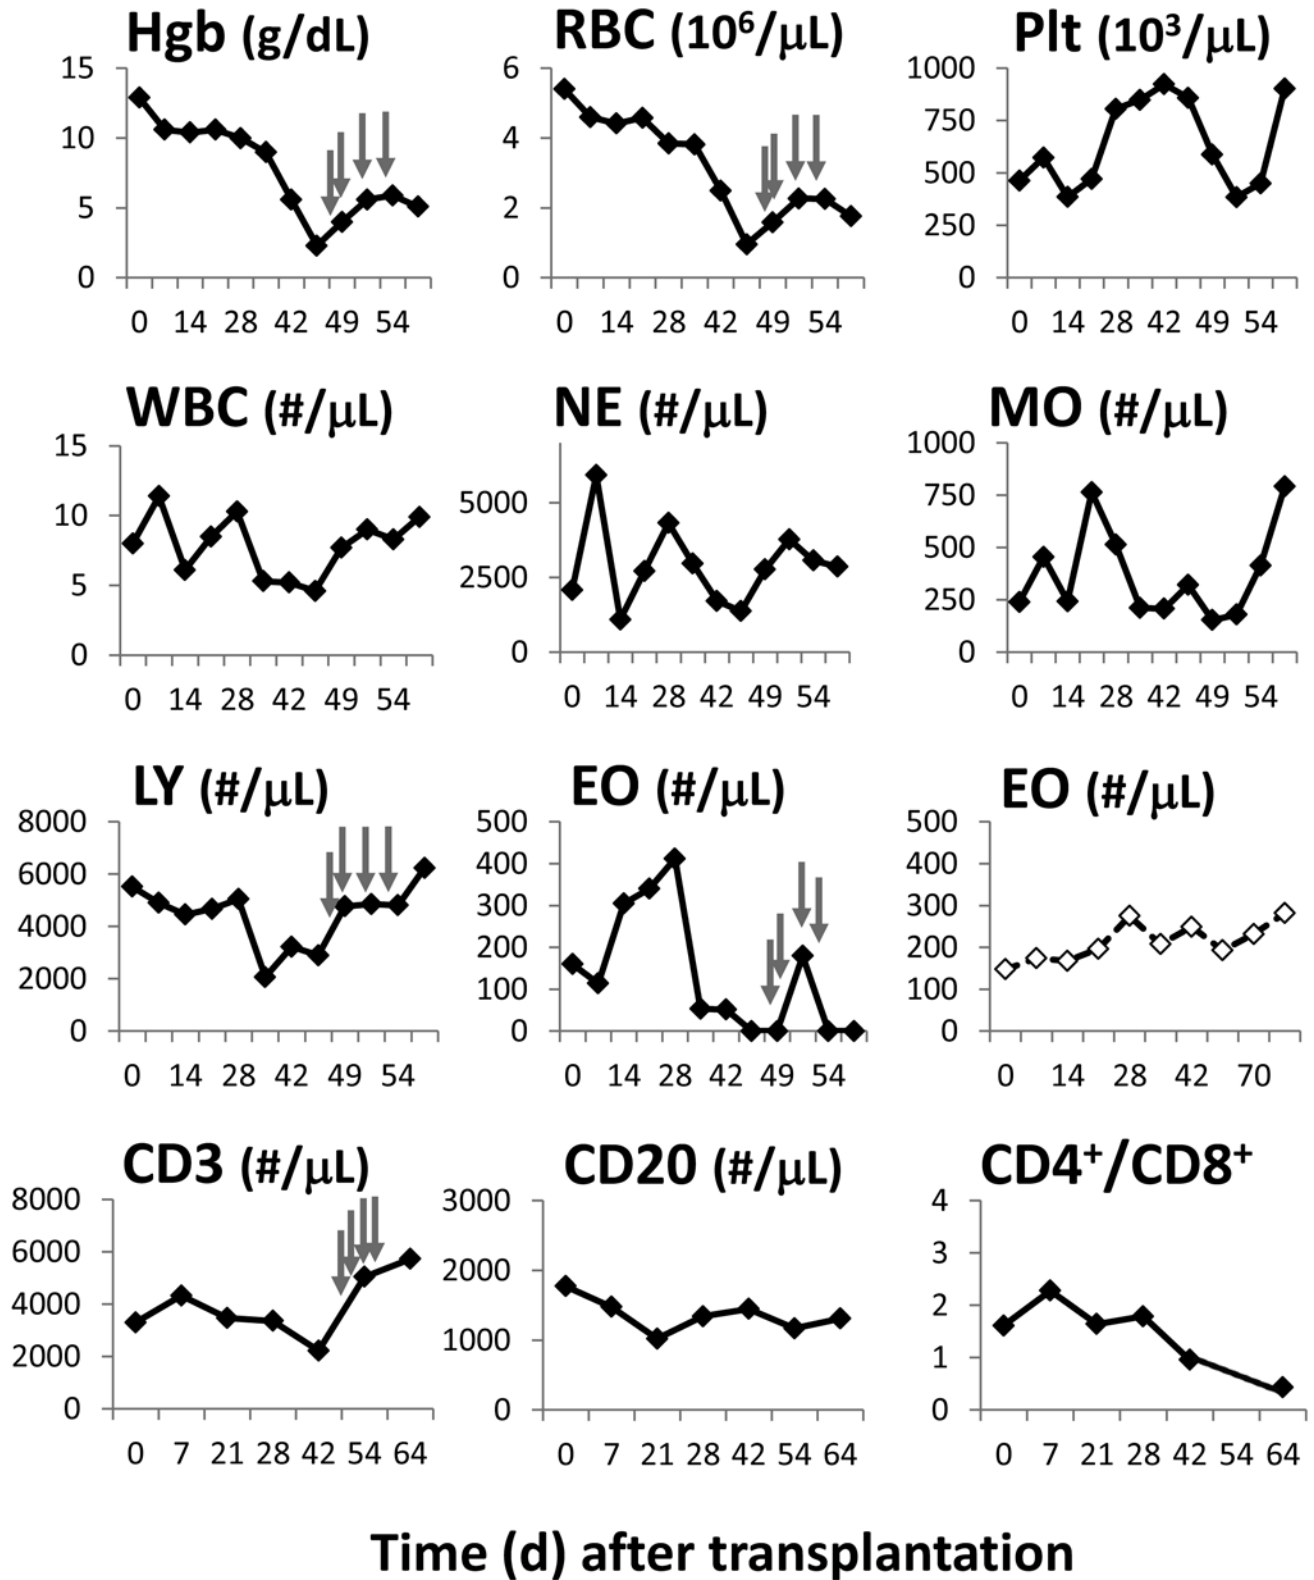 Hgb (g/dL)
15
10
5
0
0 14 28 42 49 54
RBC (10⁶/μL)
6
4
2
0
0 14 28 42 49 54
Plt (10³/μL)
1000
750
500
250
0
0 14 28 42 49 54
WBC (#/μL)
15
10
5
0
0 14 28 42 49 54
NE (#/μL)
5000
2500
0
0 14 28 42 49 54
MO (#/μL)
1000
750
500
250
0
0 14 28 42 49 54
LY (#/μL)
8000
6000
4000
2000
0
0 14 28 42 49 54
EO (#/μL)
500
400
300
200
100
0
0 14 28 42 49 54
EO (#/μL)
500
400
300
200
100
0
0 14 28 42 70
CD3 (#/μL)
8000
6000
4000
2000
0
0 7 21 28 42 54 64
CD20 (#/μL)
3000
2000
1000
0
0 7 21 28 42 54 64
CD4⁺/CD8⁺
4
3
2
1
0
0 7 21 28 42 54 64
Time (d) after transplantation